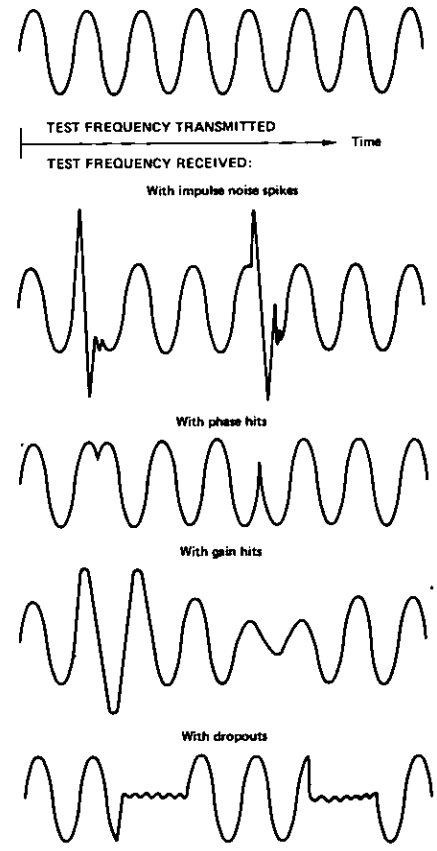 TEST FREQUENCY TRANSMITTED
Time
TEST FREQUENCY RECEIVED:
With impulse noise spikes
With phase hits
With gain hits
With dropouts